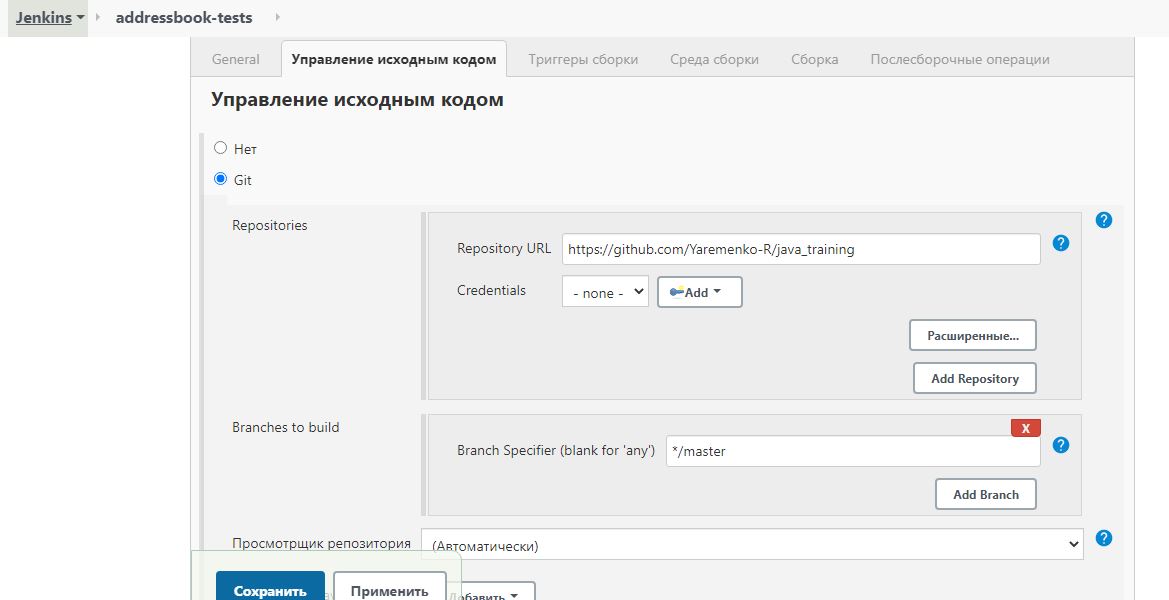 Jenkins addressbook-tests
General Управление исходным кодом Триггеры сборки Среда сборки Сборка Послесборочные операции
Управление исходным кодом
Нет
Git
Repositories
Repository URL https://github.com/Yaremenko-R/java_training
Credentials - none - Add
Расширенные...
Add Repository
Branches to build
X
Branch Specifier (blank for 'any') */master
Add Branch
Просмотрщик репозитория (Автоматически)
Сохранить Применить Добавить